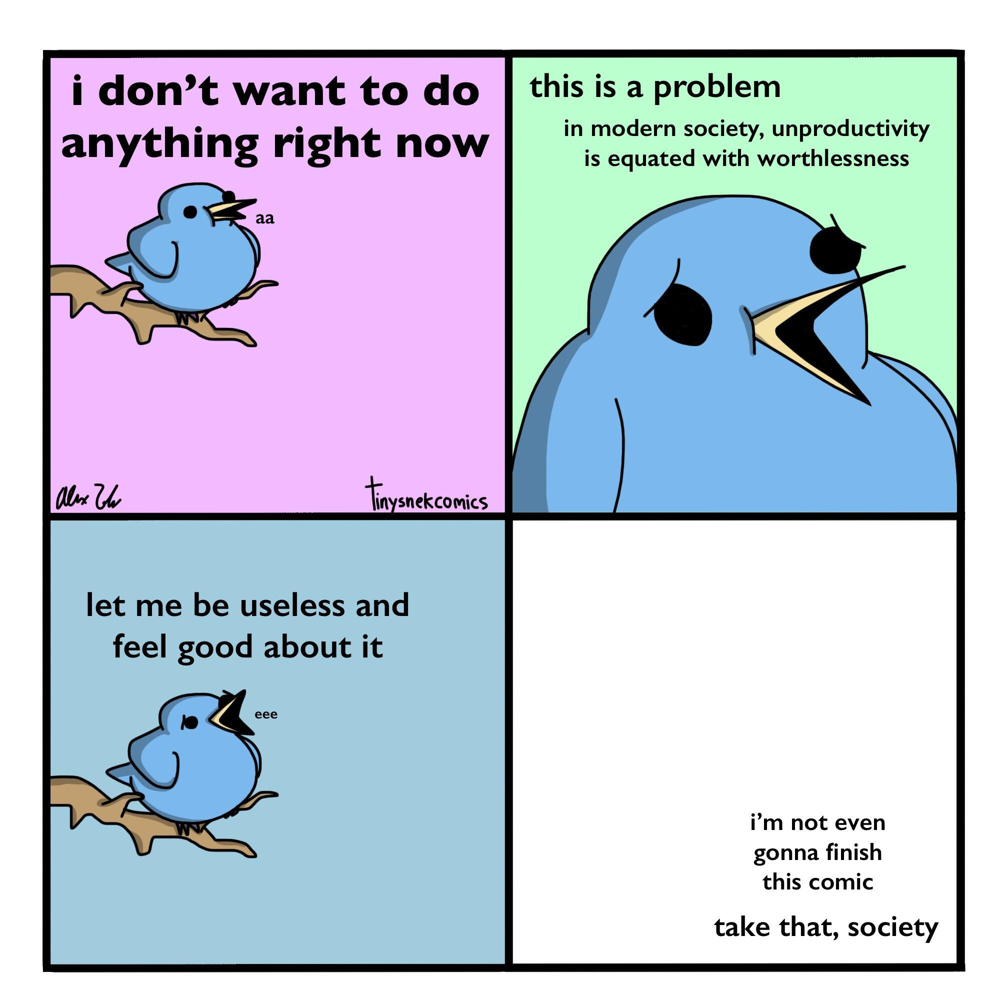 i don’t want to do
anything right now
aa
tinysnekcomics
this is a problem
in modern society, unproductivity
is equated with worthlessness
let me be useless and
feel good about it
eee
i’m not even
gonna finish
this comic
take that, society